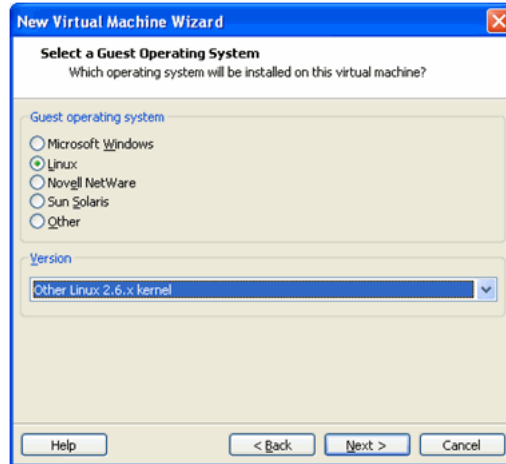 New Virtual Machine Wizard
Select a Guest Operating System
Which operating system will be installed on this virtual machine?
Guest operating system
Microsoft Windows
Linux
Novell NetWare
Sun Solaris
Other
Version
Other Linux 2.6.x kernel
Help
< Back
Next >
Cancel